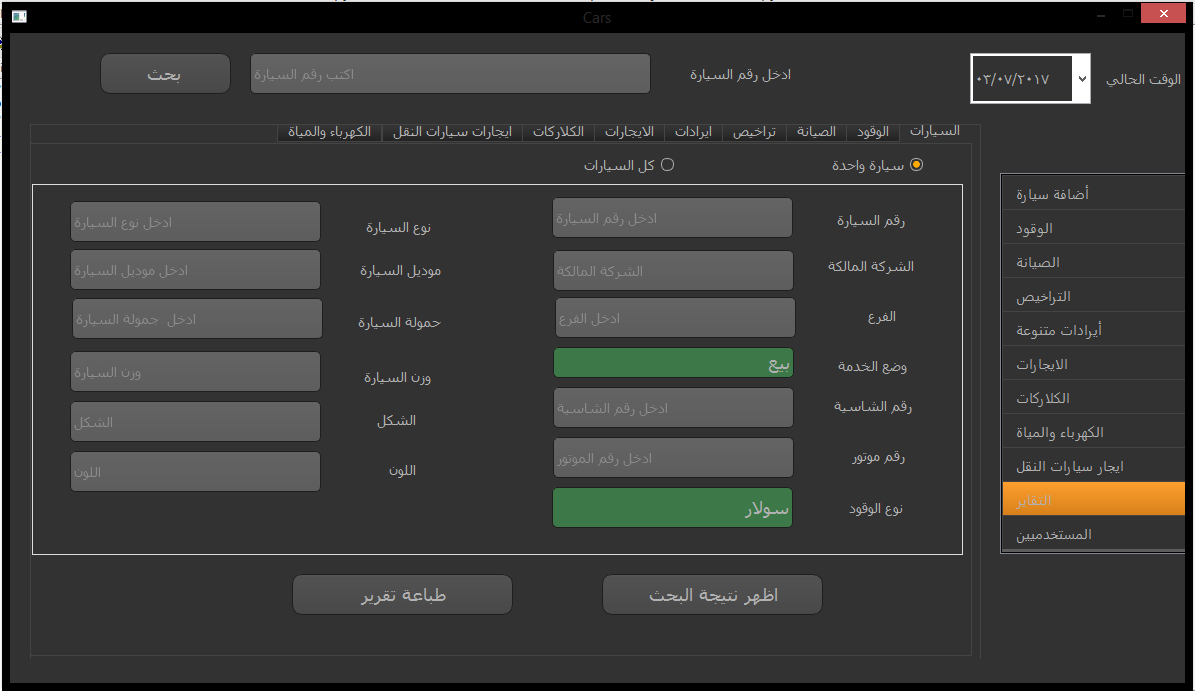 Cars
الوقت الحالي
٠٣/٠٧/٢٠١٧
ادخل رقم السيارة
اكتب رقم السيارة
بحث
السيارات
الوقود
الصيانة
تراخيص
ايرادات
الايجارات
الكلاركات
ايجارات سيارات النقل
الكهرباء والمياة
سيارة واحدة
كل السيارات
رقم السيارة
ادخل رقم السيارة
نوع السيارة
ادخل نوع السيارة
الشركة المالكة
الشركة المالكة
موديل السيارة
ادخل موديل السيارة
الفرع
ادخل الفرع
حمولة السيارة
ادخل حمولة السيارة
وضع الخدمة
بيع
وزن السيارة
وزن السيارة
رقم الشاسية
ادخل رقم الشاسية
الشكل
الشكل
رقم موتور
ادخل رقم الموتور
اللون
اللون
نوع الوقود
سولار
اظهر نتيجة البحث
طباعة تقرير
أضافة سيارة
الوقود
الصيانة
التراخيص
أيرادات متنوعة
الايجارات
الكلاركات
الكهرباء والمياة
ايجار سيارات النقل
التقاير
المستخدميين